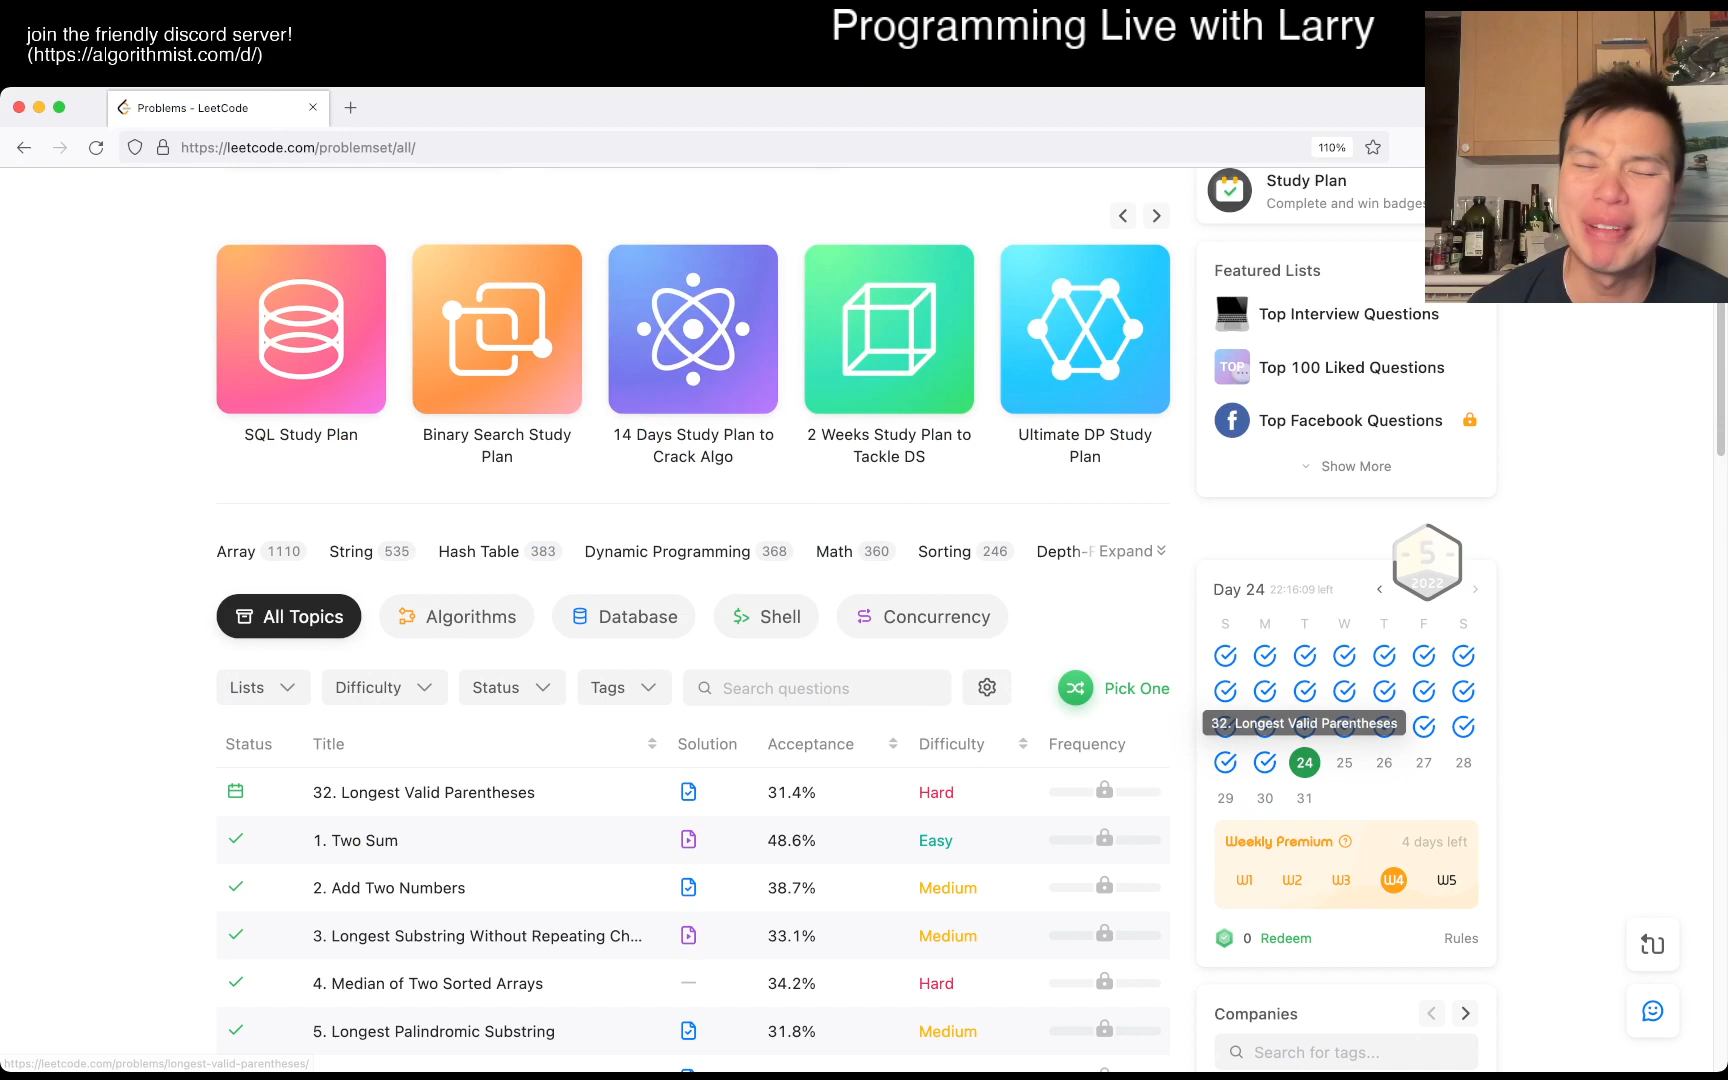 join the friendly discord server!
(https://algorithmist.com/d/)
Programming Live with Larry
Problems - LeetCode
https://leetcode.com/problemset/all/
110%
Study Plan
Complete and win badges
SQL Study Plan
Binary Search Study
Plan
14 Days Study Plan to
Crack Algo
2 Weeks Study Plan to
Tackle DS
Ultimate DP Study
Plan
Featured Lists
Top Interview Questions
TOP
Top 100 Liked Questions
Top Facebook Questions
Show More
Array 1110 String 535 Hash Table 383 Dynamic Programming 368 Math 360 Sorting 246 Depth-F Expand
All Topics Algorithms Database Shell Concurrency
Lists Difficulty Status Tags Search questions Pick One
Status Title Solution Acceptance Difficulty Frequency
32. Longest Valid Parentheses 31.4% Hard
1. Two Sum 48.6% Easy
2. Add Two Numbers 38.7% Medium
3. Longest Substring Without Repeating Ch... 33.1% Medium
4. Median of Two Sorted Arrays 34.2% Hard
5. Longest Palindromic Substring 31.8% Medium
5
2022
Day 24 22:16:09 left
S M T W T F S
32. Longest Valid Parentheses
24 25 26 27 28
29 30 31
Weekly Premium 4 days left
W1 W2 W3 W4 W5
0 Redeem Rules
Companies
Search for tags...
https://leetcode.com/problems/longest-valid-parentheses/